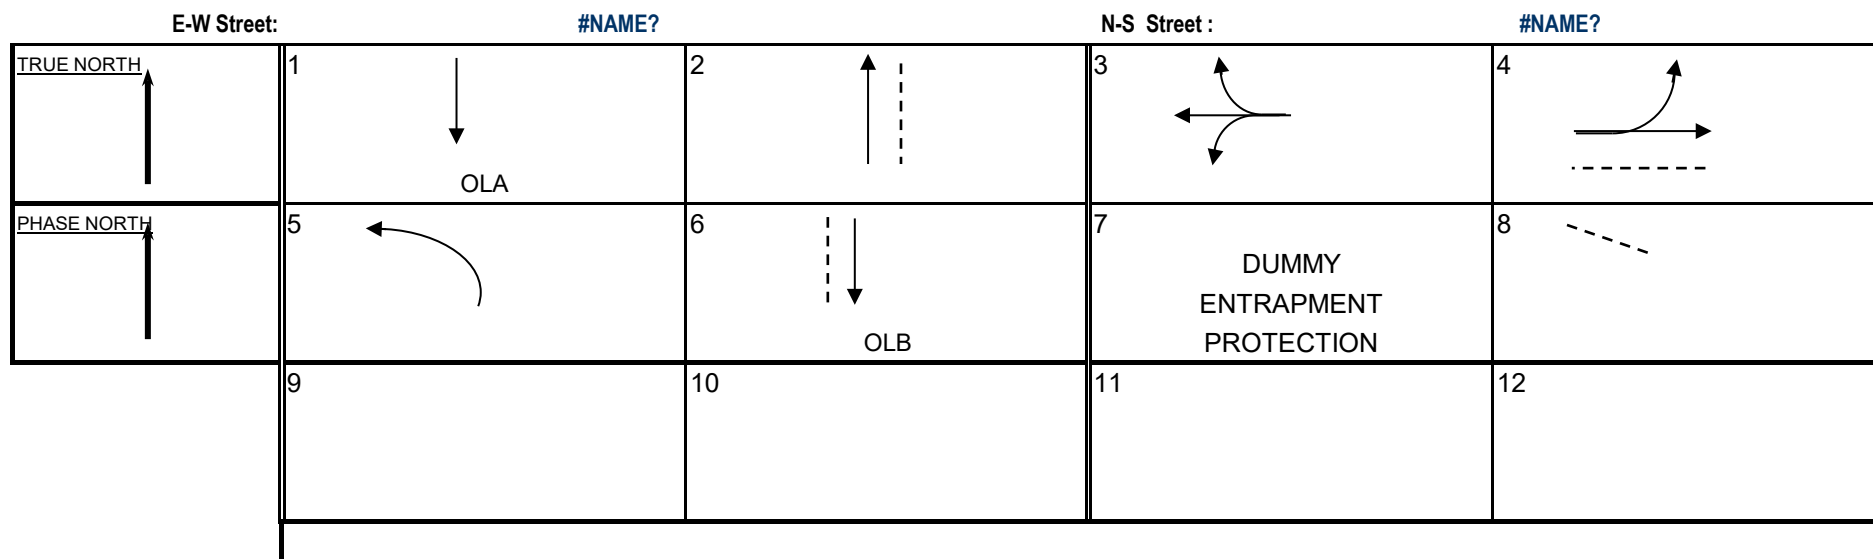 E-W Street: #NAME? N-S Street : #NAME?
TRUE NORTH 1 2 3 4
OLA
PHASE NORTH 5 6 7 8
DUMMY
ENTRAPMENT
OLB PROTECTION
9 10 11 12